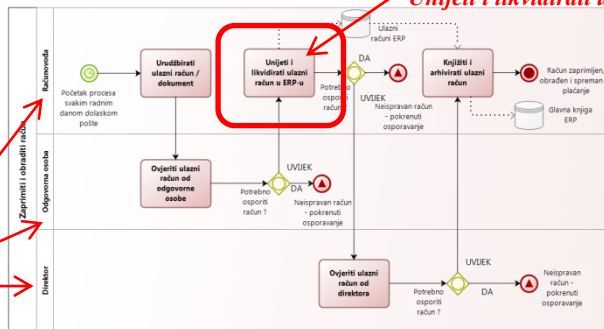 Unijeti i likvidirati u
Zaprimiti i obraditi račun
Računovođa
Početak procesa
svakim radnim
danom dolaskom
pošte
Urudžbirati
ulazni račun /
dokument
Unijeti i
likvidirati ulazni
račun u ERP-u
Ulazni
računi ERP
Potrebno
osporiti
račun ?
DA
UVIJEK
Neispravan račun
- pokrenuti
osporavanje
Knjižiti i
arhivirati ulazni
račun
Račun zaprimljen,
obrađen i spreman
plaćanje
Glavna knjiga
ERP
Odgovorna osoba
Ovjeriti ulazni
račun od
odgovorne
osobe
Potrebno
osporiti
račun ?
UVIJEK
DA
Neispravan račun
- pokrenuti
osporavanje
Direktor
Ovjeriti ulazni
račun od
direktora
Potrebno
osporiti
račun ?
UVIJEK
DA
Neispravan
račun -
pokrenuti
osporavanje